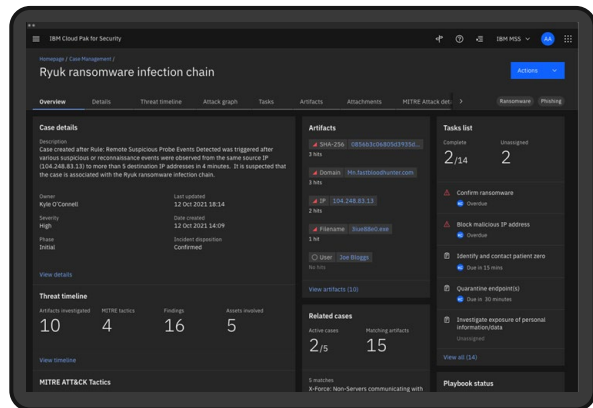 IBM Cloud Pak for Security
IBM MSS
AA
Homepage / Case Management /
Ryuk ransomware infection chain
Actions
Overview
Details
Threat timeline
Attack graph
Tasks
Artifacts
Attachments
MITRE Attack deta
Ransomware
Phishing
Case details
Description
Case created after Rule: Remote Suspicious Probe Events Detected was triggered after
various suspicious or reconnaissance events were observed from the same source IP
(104.248.83.13) to more than 5 destination IP addresses in 4 minutes. It is suspected that
the case is associated with the Ryuk ransomware infection chain.
Owner
Kyle O'Connell
Last updated
12 Oct 2021 18:14
Severity
High
Date created
12 Oct 2021 14:09
Phase
Initial
Incident disposition
Confirmed
View details
Threat timeline
Artifacts investigated
10
MITRE tactics
4
Findings
16
Assets involved
5
View timeline
MITRE ATT&CK Tactics
Artifacts
SHA-256
3 hits
Domain Mn.fastbloodhunter.com
3 hits
IP 104.248.83.13
2 hits
Filename
1 hit
User Joe Bloggs
No hits
View artifacts (10)
Related cases
Active cases
2/5
Matching artifacts
15
5 matches
X-Force: Non-Servers communicating with
Tasks list
Complete
2/14
Unassigned
2
Confirm ransomware
Overdue
Block malicious IP address
Overdue
Identify and contact patient zero
Due in 15 mins
Quarantine endpoint(s)
Due in 30 minutes
Investigate exposure of personal
information/data
Unassigned
View all (14)
Playbook status